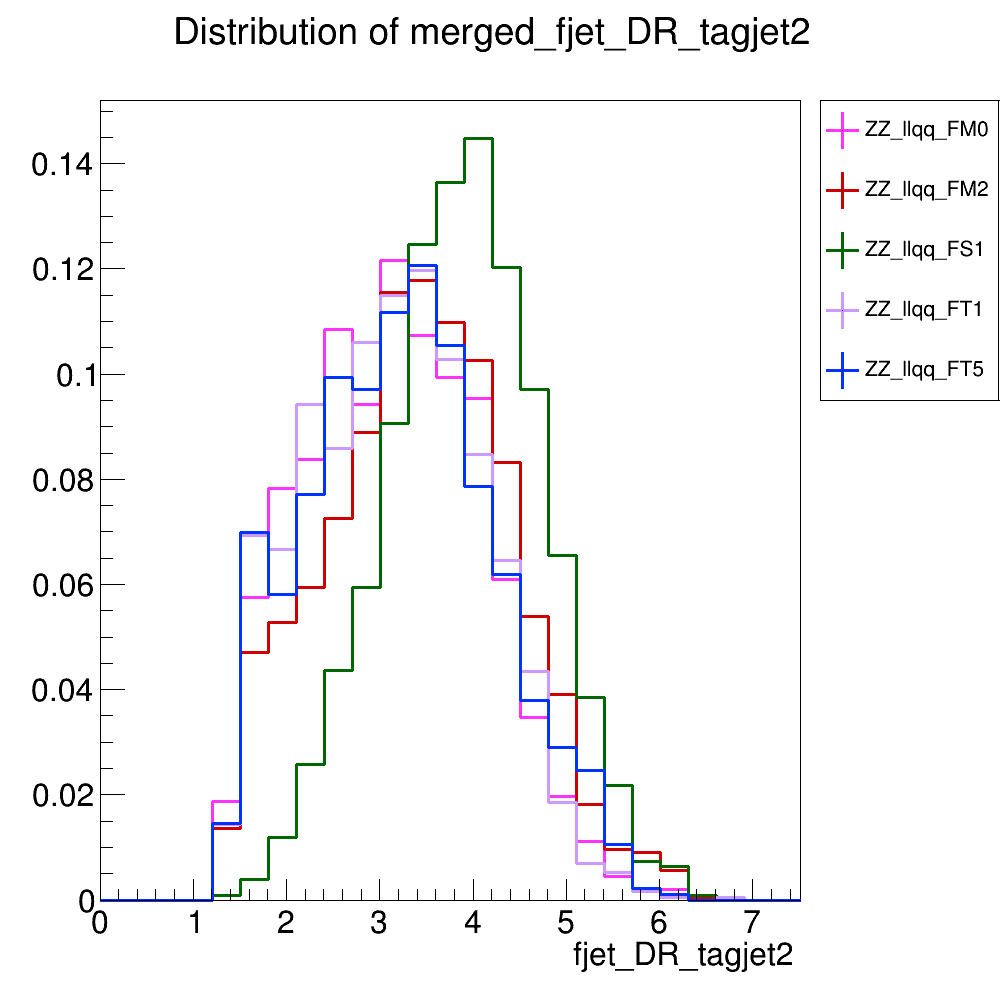 Distribution of merged_fjet_DR_tagjet2
ZZ_llqq_FM0
ZZ_llqq_FM2
ZZ_llqq_FS1
ZZ_llqq_FT1
ZZ_llqq_FT5
0.14
0.12
0.1
0.08
0.06
0.04
0.02
0
0 1 2 3 4 5 6 7
fjet_DR_tagjet2